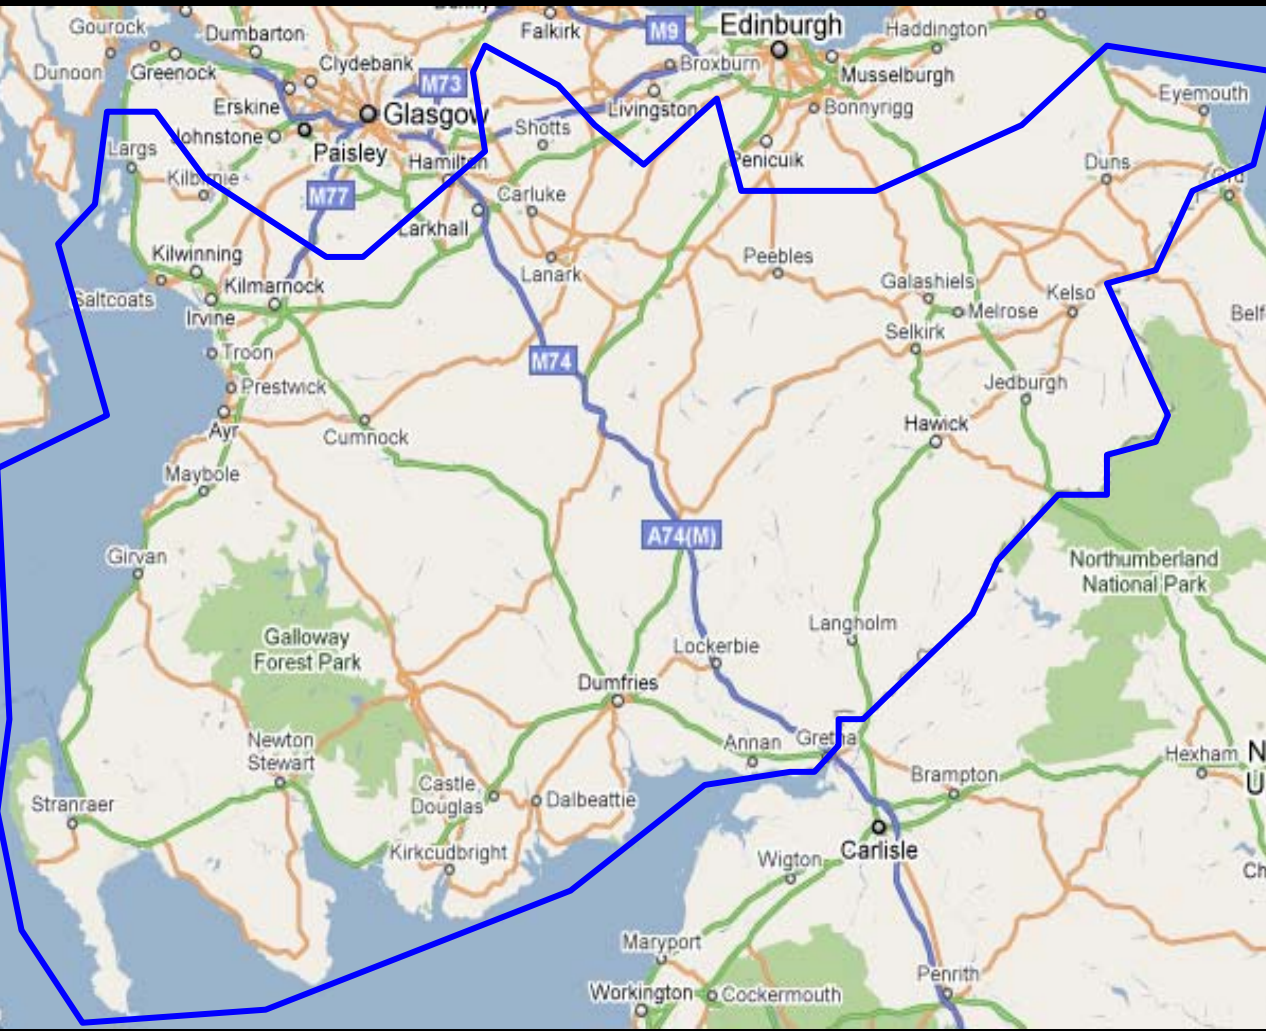 Gourock
Dumbarton
Falkirk
M9
Edinburgh
Haddington
Dunoon
Greenock
Clydebank
M73
Broxburn
Musselburgh
Erskine
Glasgow
Livingston
Bonnyrigg
Eyemouth
Johnstone
Paisley
Shotts
Largs
Hamilton
Penicuik
Duns
Kilbirnie
M77
Carluke
Larkhall
Kilwinning
Lanark
Peebles
Saltcoats
Kilmarnock
Galashiels
Kelso
Irvine
Melrose
Belf
Selkirk
Troon
M74
Prestwick
Jedburgh
Ayr
Cumnock
Hawick
Maybole
A74(M)
Girvan
Northumberland
National Park
Langholm
Galloway
Forest Park
Lockerbie
Dumfries
Newton
Stewart
Annan
Gretna
Hexham
N
U
Castle
Douglas
Dalbeattie
Brampton
Stranraer
Carlisle
Kirkcudbright
Wigton
Ch
Maryport
Penrith
Workington
Cockermouth